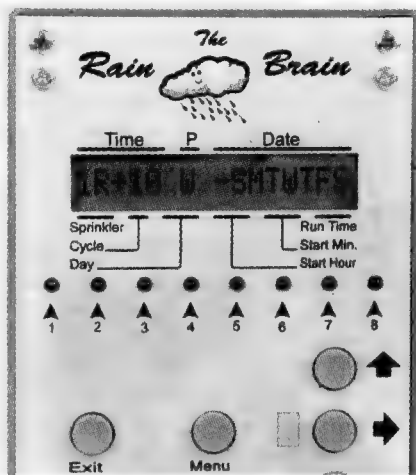 The
Rain Brain
Time P Date
Sprinkler Run Time
Cycle Start Min.
Day Start Hour
1 2 3 4 5 6 7 8
Exit Menu